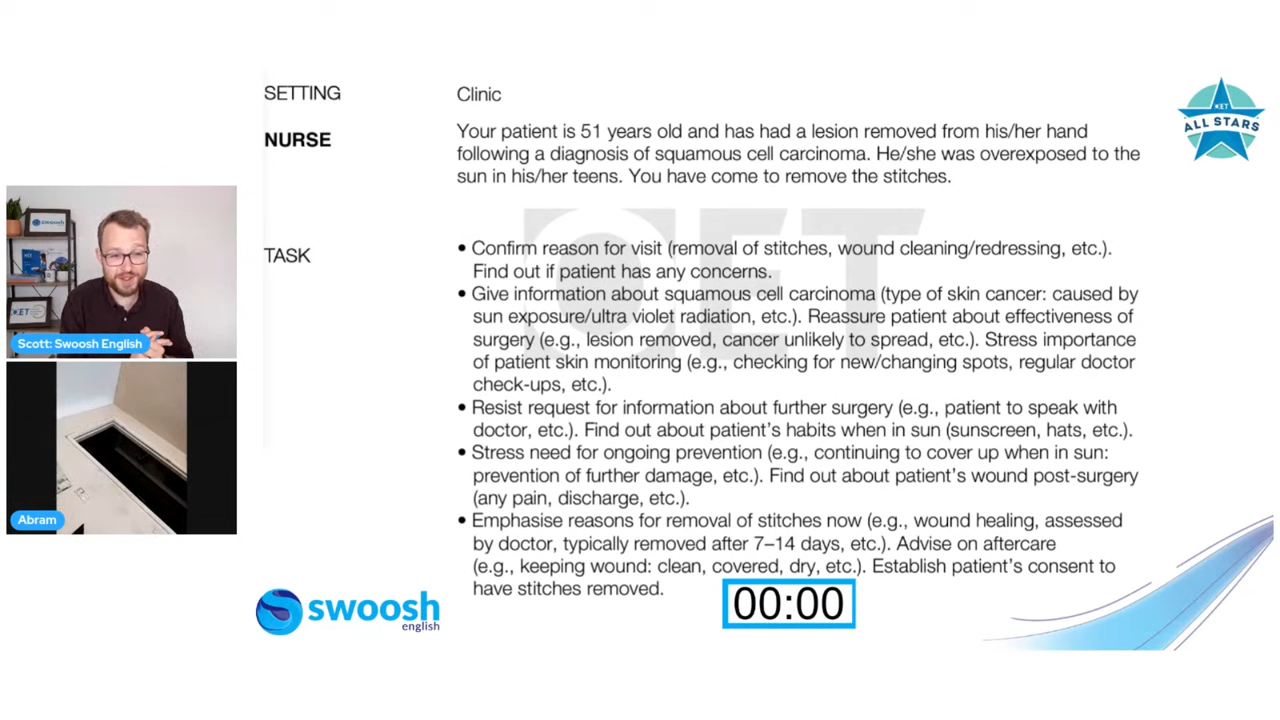 SETTING
Clinic
NURSE
Your patient is 51 years old and has had a lesion removed from his/her hand
following a diagnosis of squamous cell carcinoma. He/she was overexposed to the
sun in his/her teens. You have come to remove the stitches.
TASK
• Confirm reason for visit (removal of stitches, wound cleaning/redressing, etc.).
Find out if patient has any concerns.
• Give information about squamous cell carcinoma (type of skin cancer: caused by
sun exposure/ultra violet radiation, etc.). Reassure patient about effectiveness of
surgery (e.g., lesion removed, cancer unlikely to spread, etc.). Stress importance
of patient skin monitoring (e.g., checking for new/changing spots, regular doctor
check-ups, etc.).
• Resist request for information about further surgery (e.g., patient to speak with
doctor, etc.). Find out about patient's habits when in sun (sunscreen, hats, etc.).
• Stress need for ongoing prevention (e.g., continuing to cover up when in sun:
prevention of further damage, etc.). Find out about patient's wound post-surgery
(any pain, discharge, etc.).
• Emphasise reasons for removal of stitches now (e.g., wound healing, assessed
by doctor, typically removed after 7–14 days, etc.). Advise on aftercare
(e.g., keeping wound: clean, covered, dry, etc.). Establish patient's consent to
have stitches removed.
OET
OET
ALL STARS
swoosh
Scott: Swoosh English
Abram
swoosh
english
00:00